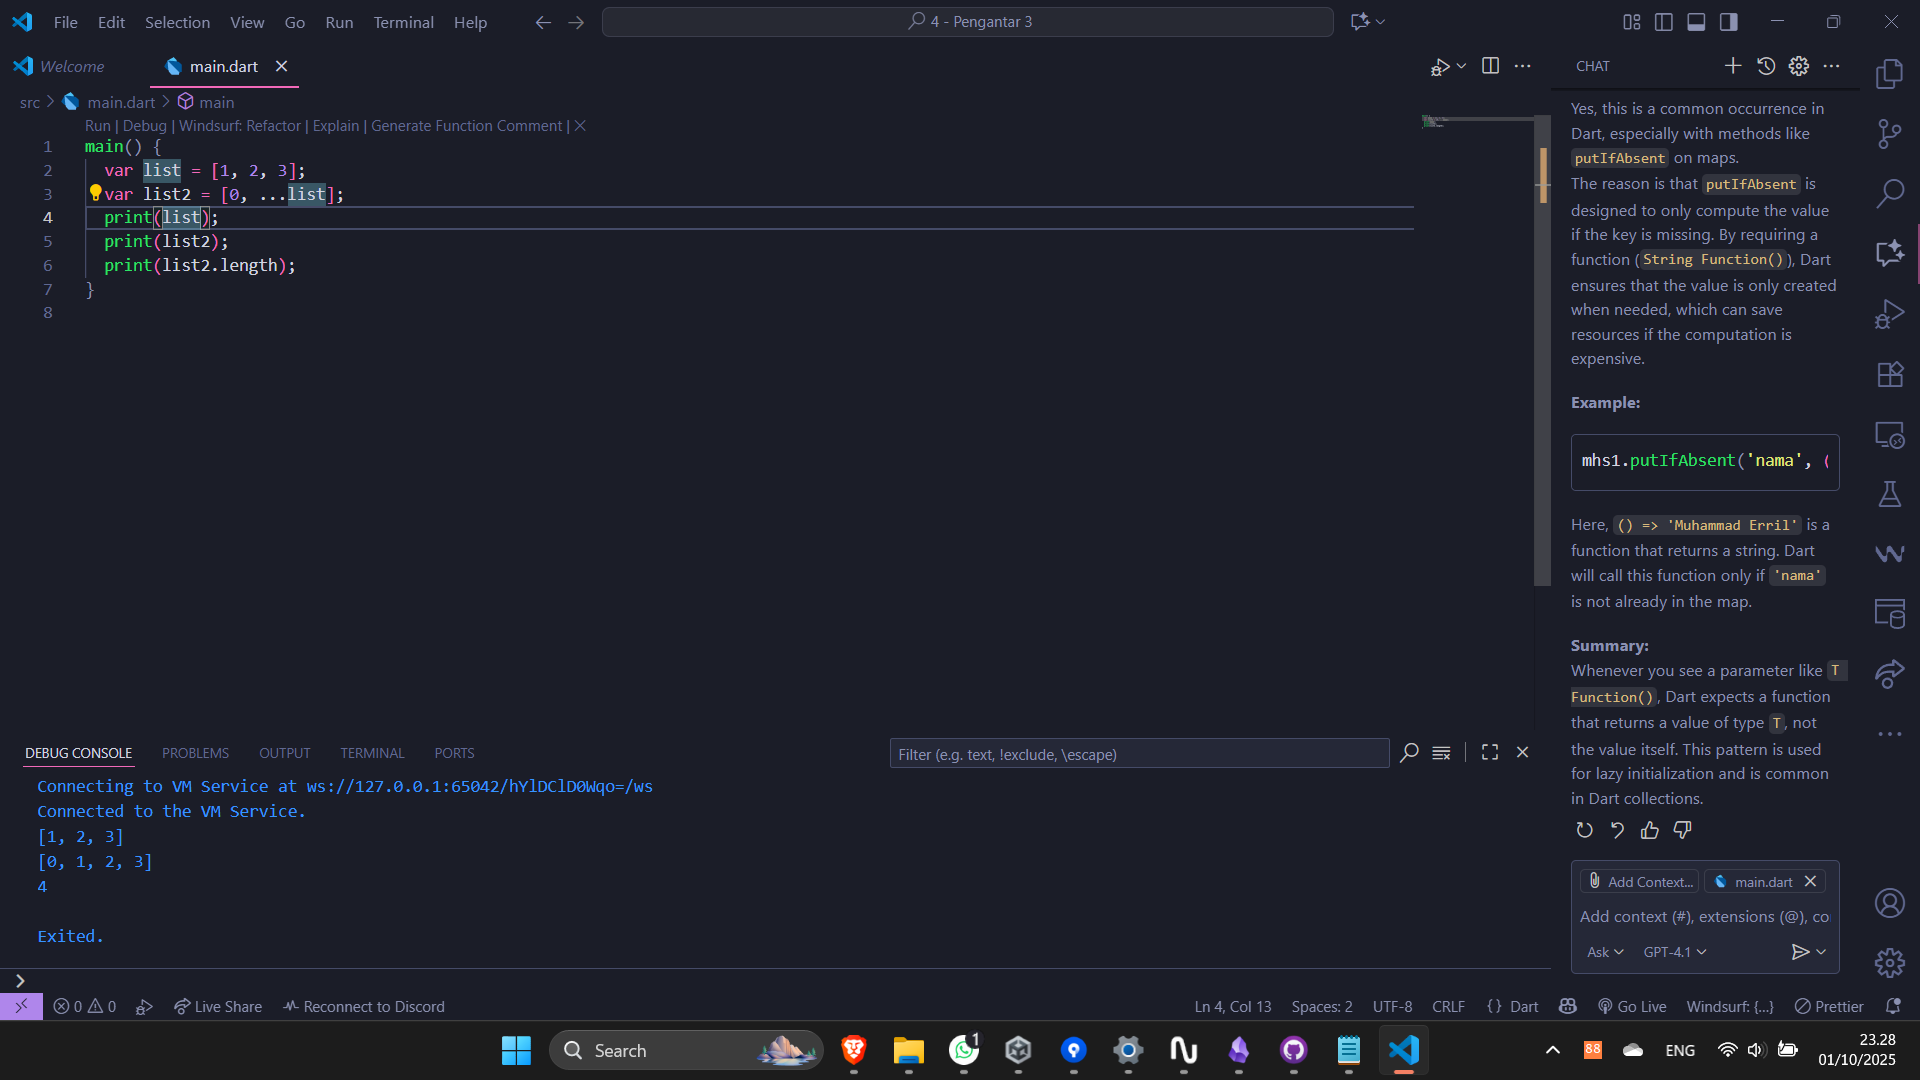 File Edit Selection View Go Run Terminal Help
4 - Pengantar 3
Welcome
main.dart
src > main.dart > main
Run | Debug | Windsurf: Refactor | Explain | Generate Function Comment | ×
1 main() {
2 var list = [1, 2, 3];
3 var list2 = [0, ...list];
4 print(list);
5 print(list2);
6 print(list2.length);
7 }
8
DEBUG CONSOLE PROBLEMS OUTPUT TERMINAL PORTS
Filter (e.g. text, !exclude, \escape)
Connecting to VM Service at ws://127.0.0.1:65042/hYlDClD0Wqo=/ws
Connected to the VM Service.
[1, 2, 3]
[0, 1, 2, 3]
4
Exited.
CHAT
Yes, this is a common occurrence in
Dart, especially with methods like
putIfAbsent on maps.
The reason is that putIfAbsent is
designed to only compute the value
if the key is missing. By requiring a
function (String Function()), Dart
ensures that the value is only created
when needed, which can save
resources if the computation is
expensive.
Example:
mhs1.putIfAbsent('nama', (
Here, () => 'Muhammad Erril' is a
function that returns a string. Dart
will call this function only if 'nama'
is not already in the map.
Summary:
Whenever you see a parameter like T
Function(), Dart expects a function
that returns a value of type T, not
the value itself. This pattern is used
for lazy initialization and is common
in Dart collections.
Add Context... main.dart
Add context (#), extensions (@), co
Ask GPT-4.1
0 0 Live Share Reconnect to Discord
Ln 4, Col 13 Spaces: 2 UTF-8 CRLF {} Dart Go Live Windsurf: {...} Prettier
Search
1
88
ENG
23.28
01/10/2025